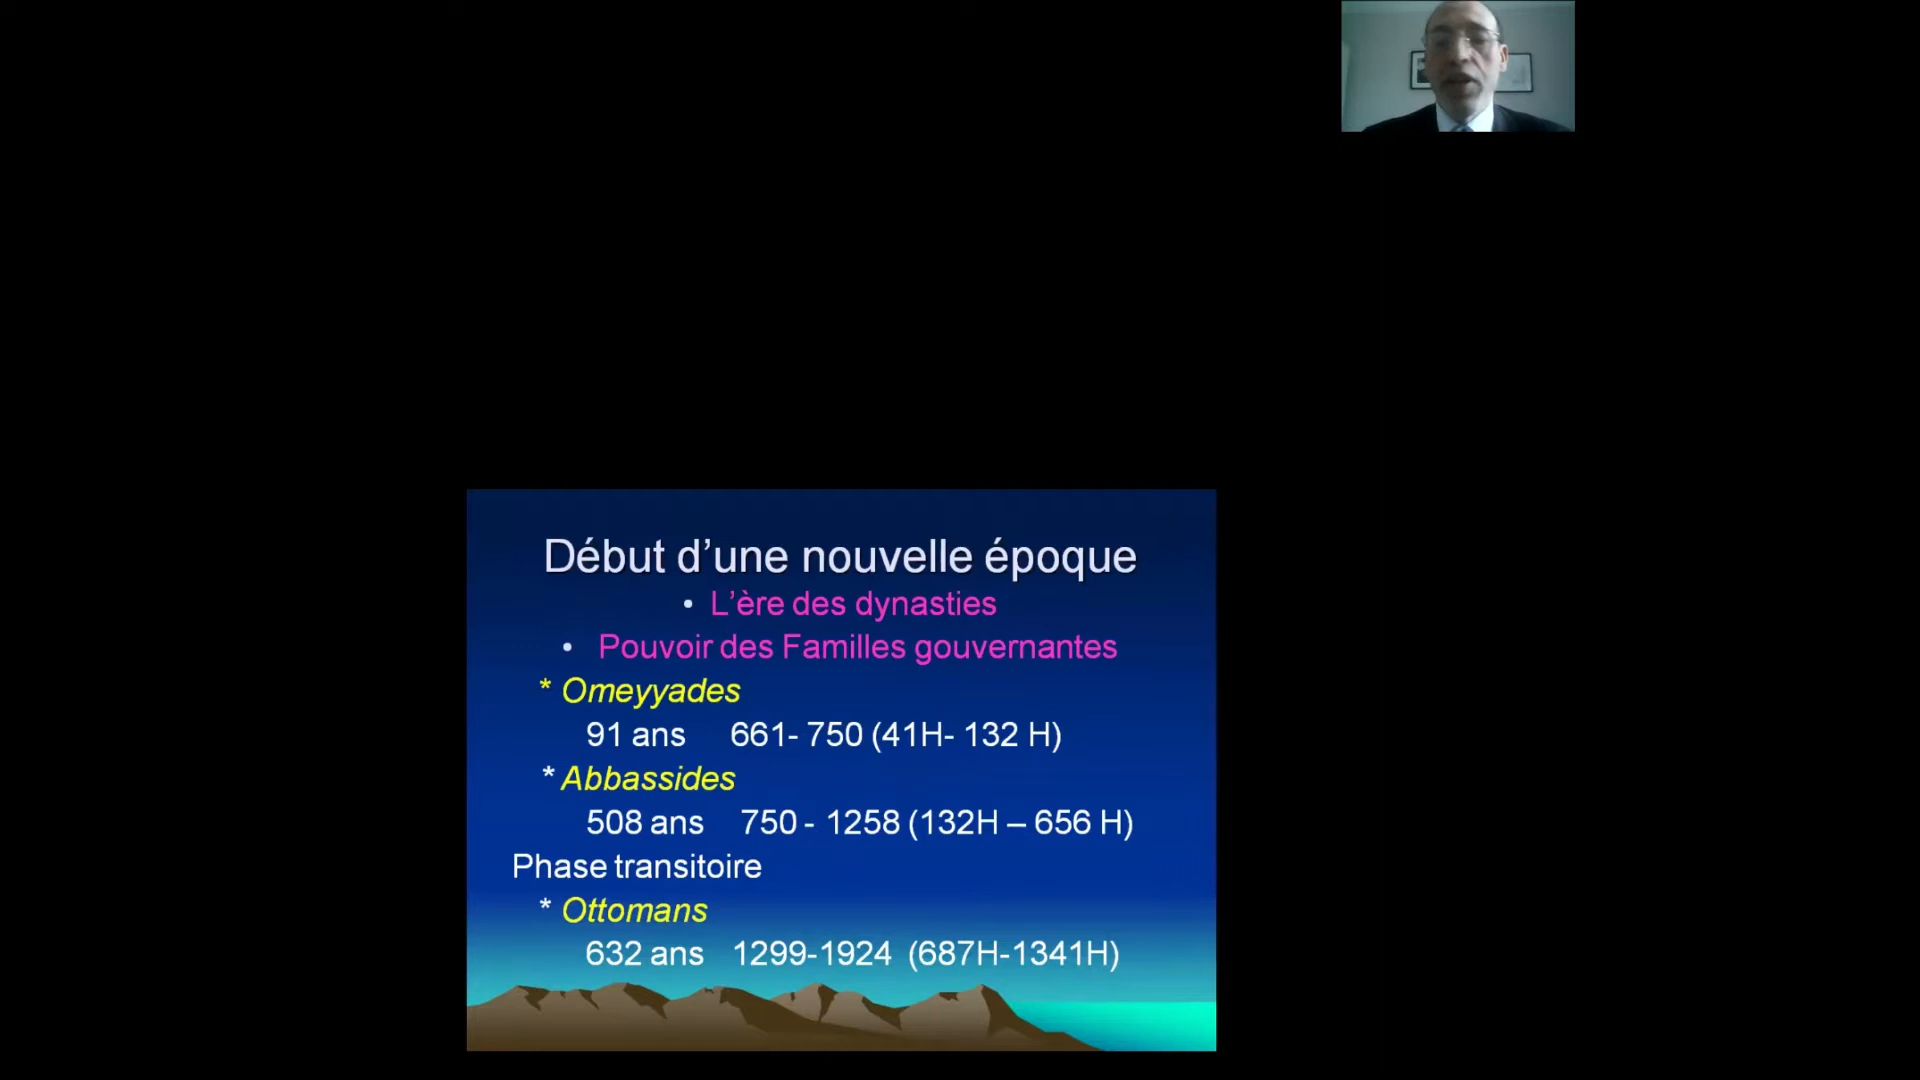 Début d’une nouvelle époque
• L’ère des dynasties
• Pouvoir des Familles gouvernantes
* Omeyyades
91 ans 661- 750 (41H- 132 H)
* Abbassides
508 ans 750 - 1258 (132H – 656 H)
Phase transitoire
* Ottomans
632 ans 1299-1924 (687H-1341H)